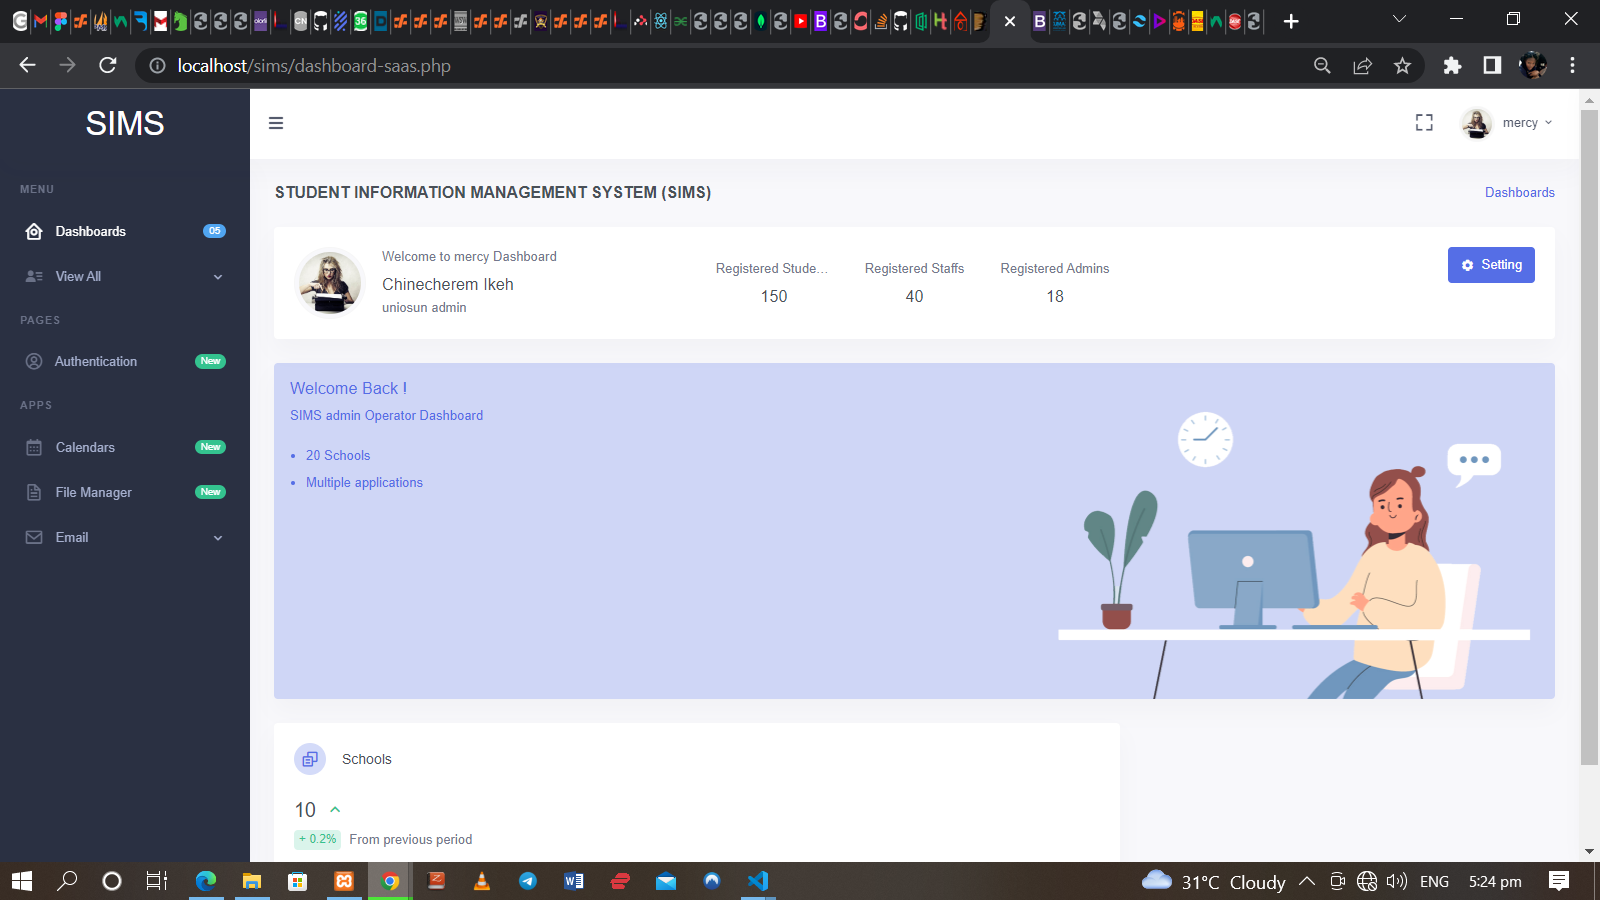 localhost/sims/dashboard-saas.php
SIMS
mercy
MENU
Dashboards 05
View All
PAGES
Authentication New
APPS
Calendars New
File Manager New
Email
STUDENT INFORMATION MANAGEMENT SYSTEM (SIMS)
Dashboards
Welcome to mercy Dashboard
Chinecherem Ikeh
uniosun admin
Registered Stude...
150
Registered Staffs
40
Registered Admins
18
Setting
Welcome Back !
SIMS admin Operator Dashboard
• 20 Schools
• Multiple applications
Schools
10
+ 0.2% From previous period
31°C Cloudy
ENG
5:24 pm